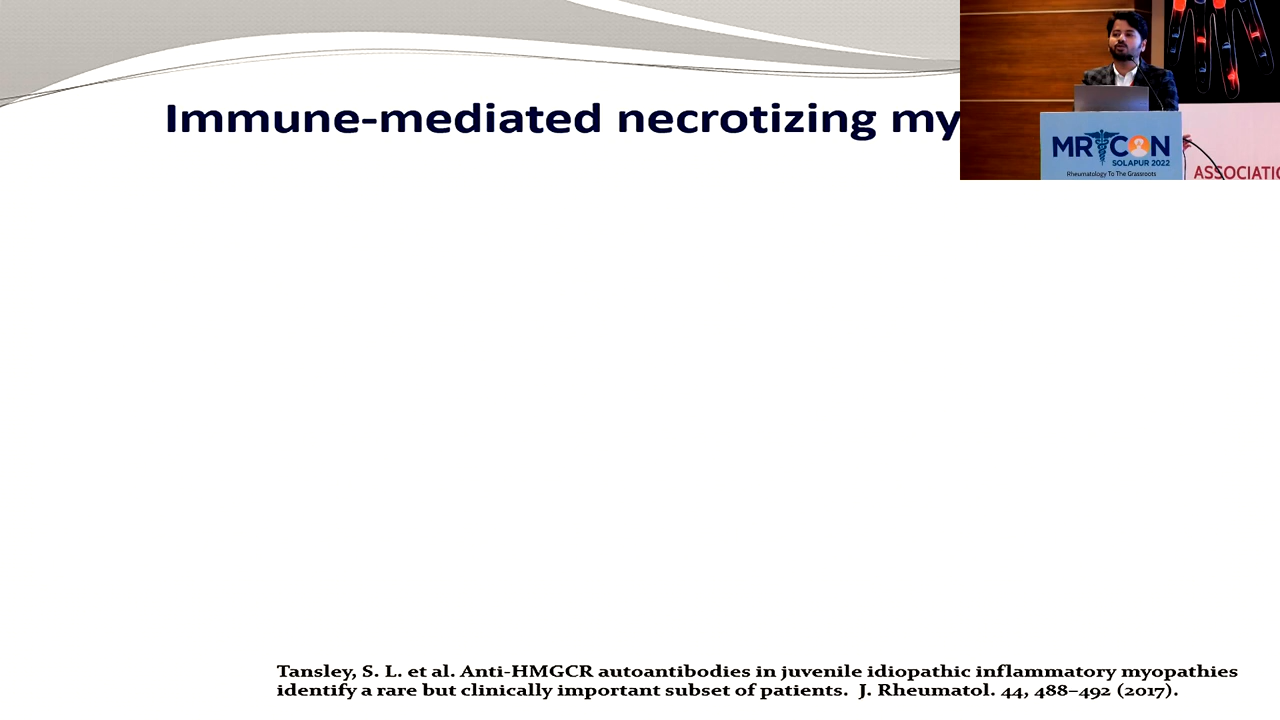 Immune-mediated necrotizing my
MRCON
SOLAPUR 2022
Rheumatology To The Grassroots
ASSOCIATI
Tansley, S. L. et al. Anti-HMGCR autoantibodies in juvenile idiopathic inflammatory myopathies
identify a rare but clinically important subset of patients. J. Rheumatol. 44, 488–492 (2017).